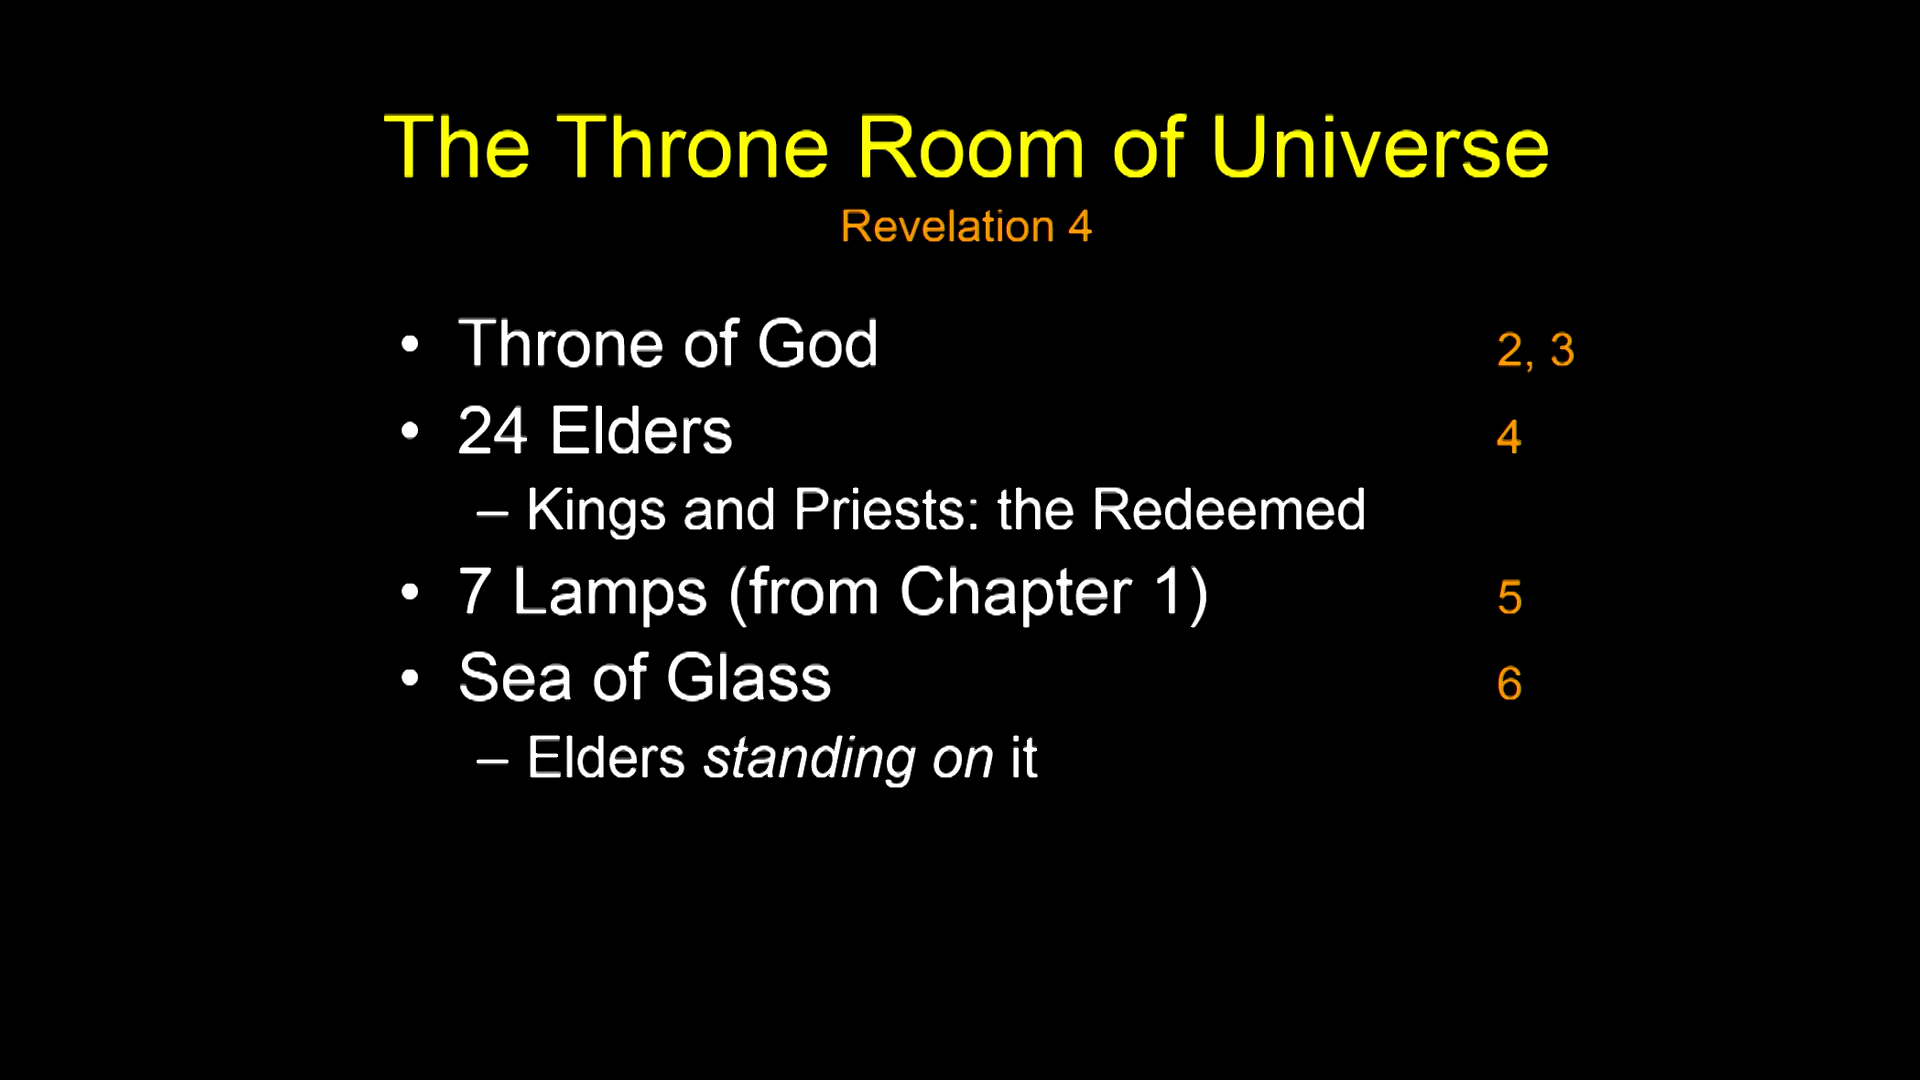 The Throne Room of Universe
Revelation 4
• Throne of God 2, 3
• 24 Elders 4
– Kings and Priests: the Redeemed
• 7 Lamps (from Chapter 1) 5
• Sea of Glass 6
– Elders standing on it